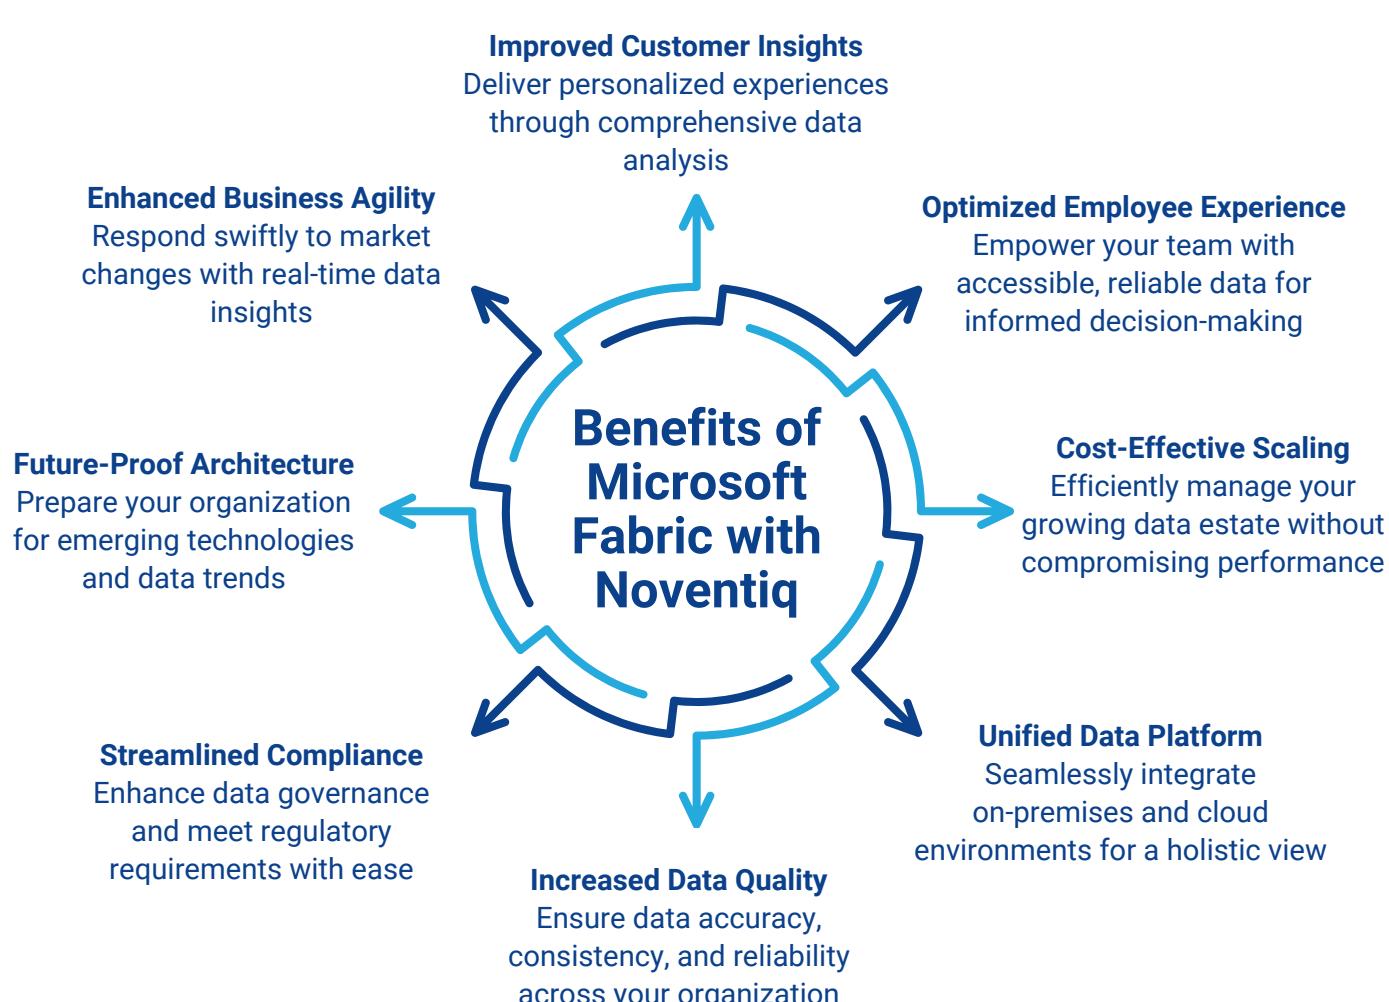 Improved Customer Insights
Deliver personalized experiences
through comprehensive data
analysis
Enhanced Business Agility
Respond swiftly to market
changes with real-time data
insights
Optimized Employee Experience
Empower your team with
accessible, reliable data for
informed decision-making
Benefits of
Microsoft
Fabric with
Noventiq
Future-Proof Architecture
Prepare your organization
for emerging technologies
and data trends
Cost-Effective Scaling
Efficiently manage your
growing data estate without
compromising performance
Streamlined Compliance
Enhance data governance
and meet regulatory
requirements with ease
Unified Data Platform
Seamlessly integrate
on-premises and cloud
environments for a holistic view
Increased Data Quality
Ensure data accuracy,
consistency, and reliability
across your organization